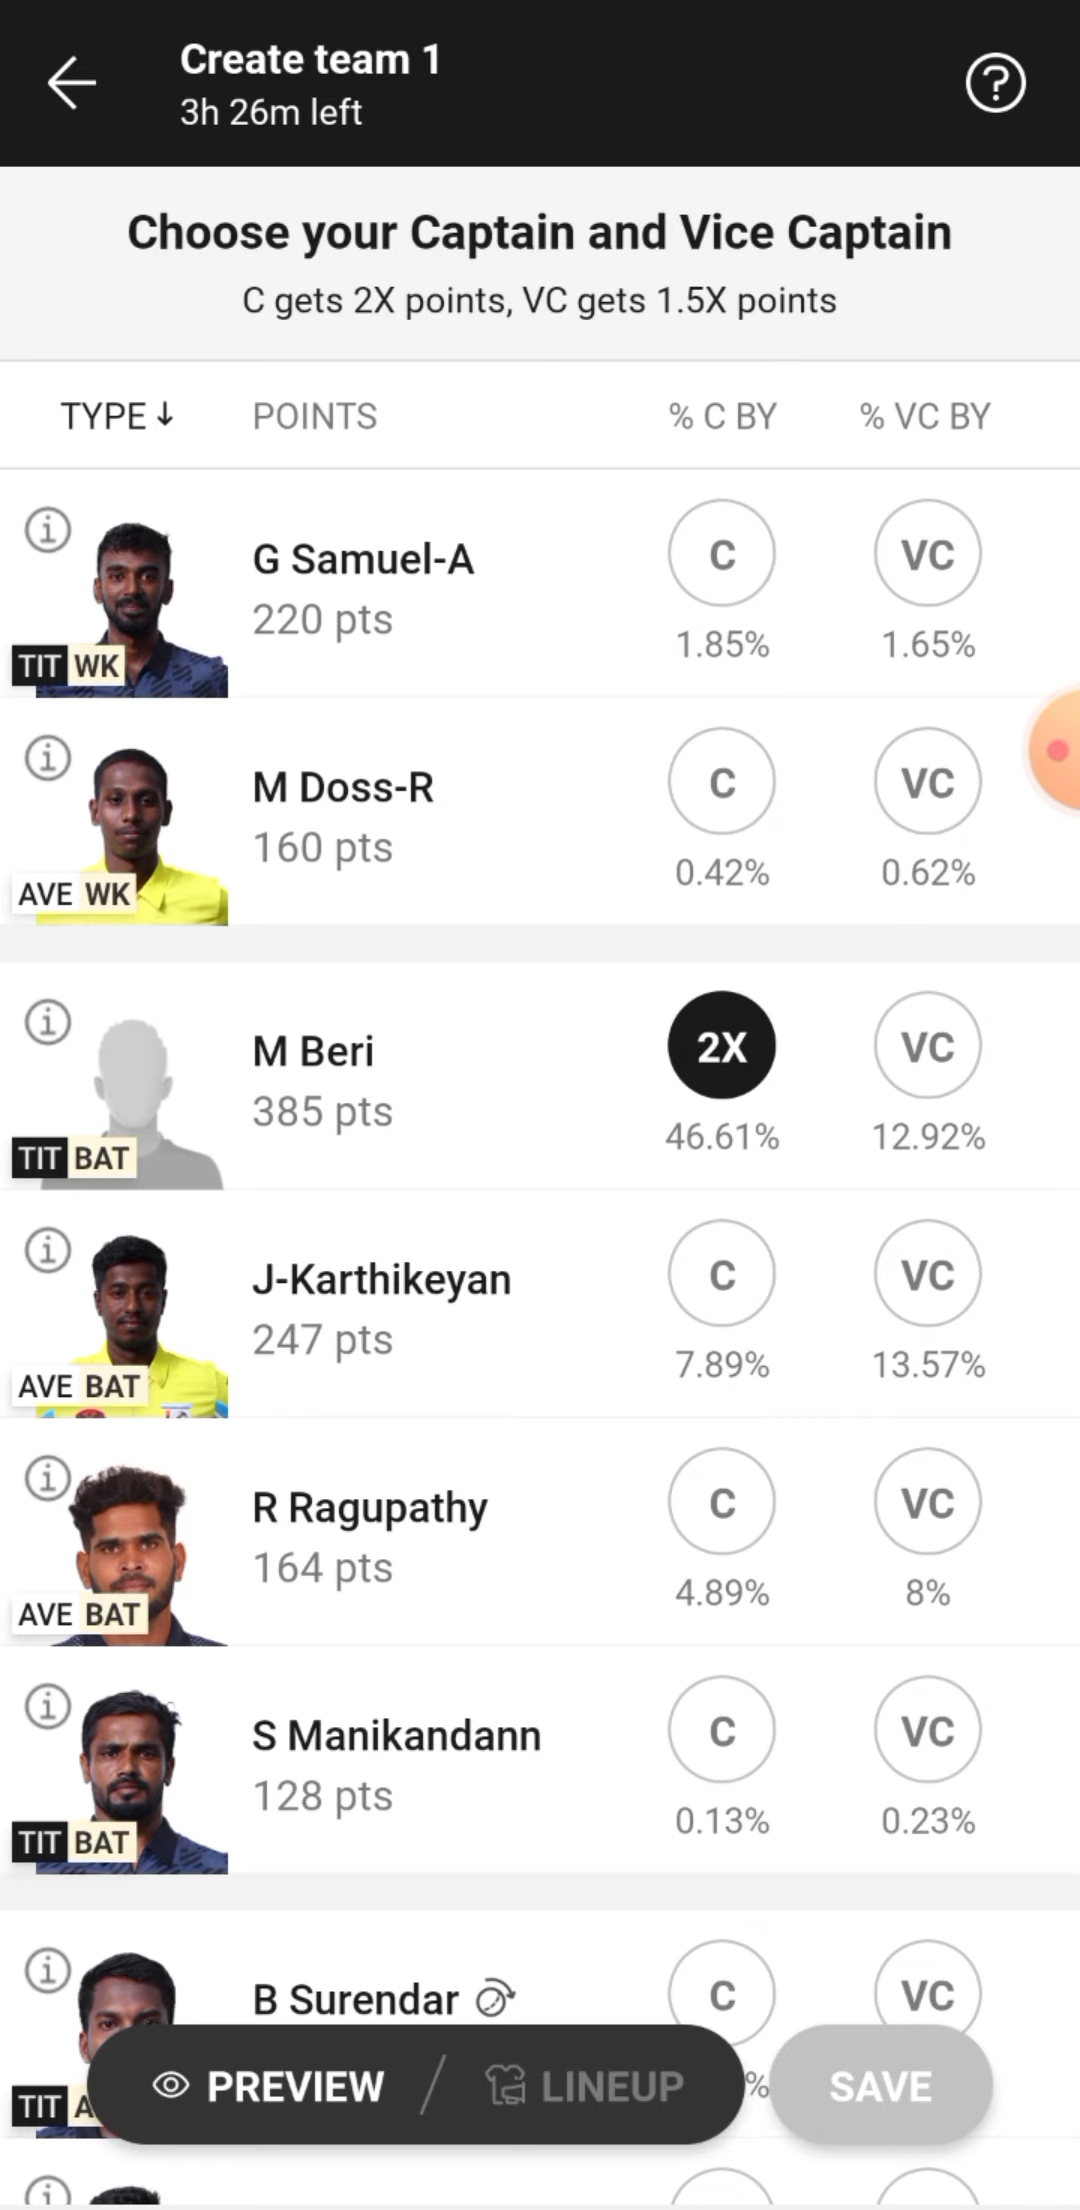 Create team 1
3h 26m left
Choose your Captain and Vice Captain
C gets 2X points, VC gets 1.5X points
TYPE POINTS % C BY % VC BY
G Samuel-A
220 pts
C VC
1.85% 1.65%
TIT WK
M Doss-R
160 pts
C VC
0.42% 0.62%
AVE WK
M Beri
385 pts
2X VC
46.61% 12.92%
TIT BAT
J-Karthikeyan
247 pts
C VC
7.89% 13.57%
AVE BAT
R Ragupathy
164 pts
C VC
4.89% 8%
AVE BAT
S Manikandann
128 pts
C VC
0.13% 0.23%
TIT BAT
B Surendar
C VC
TIT
%
PREVIEW / LINEUP
SAVE